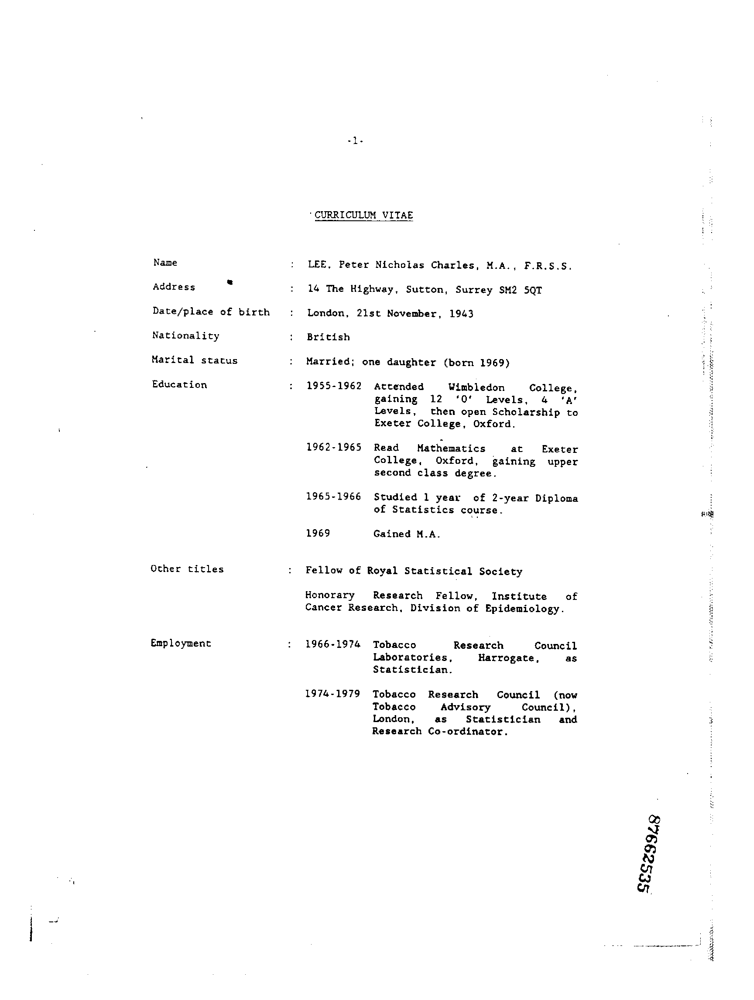 -1-
CURRICULUM VITAE
Name : LEE, Peter Nicholas Charles, M.A., F.R.S.S.
Address : 14 The Highway, Sutton, Surrey SM2 5QT
Date/place of birth : London, 21st November, 1943
Nationality : British
Marital status : Married; one daughter (born 1969)
Education : 1955-1962 Attended Wimbledon College,
gaining 12 'O' Levels, 4 'A'
Levels, then open Scholarship to
Exeter College, Oxford.
1962-1965 Read Mathematics at Exeter
College, Oxford, gaining upper
second class degree.
1965-1966 Studied 1 year of 2-year Diploma
of Statistics course.
1969 Gained M.A.
Other titles : Fellow of Royal Statistical Society
Honorary Research Fellow, Institute of
Cancer Research, Division of Epidemiology.
Employment : 1966-1974 Tobacco Research Council
Laboratories, Harrogate, as
Statistician.
1974-1979 Tobacco Research Council (now
Tobacco Advisory Council),
London, as Statistician and
Research Co-ordinator.
87662535